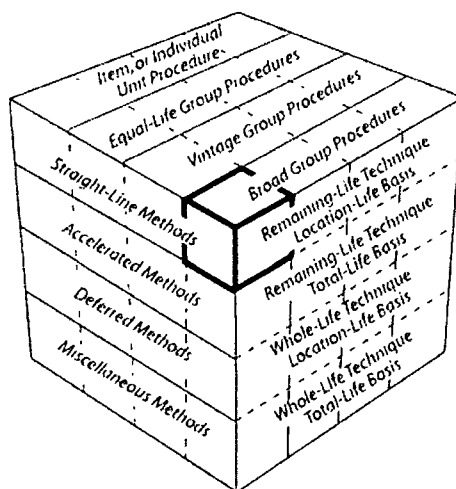 Item, or Individual
Unit Procedures
Equal-Life Group Procedures
Vintage Group Procedures
Broad Group Procedures
Straight-Line Methods
Accelerated Methods
Deferred Methods
Miscellaneous Methods
Remaining-Life Technique
Location-Life Basis
Remaining-Life Technique
Total-Life Basis
Whole-Life Technique
Location-Life Basis
Whole-Life Technique
Total-Life Basis